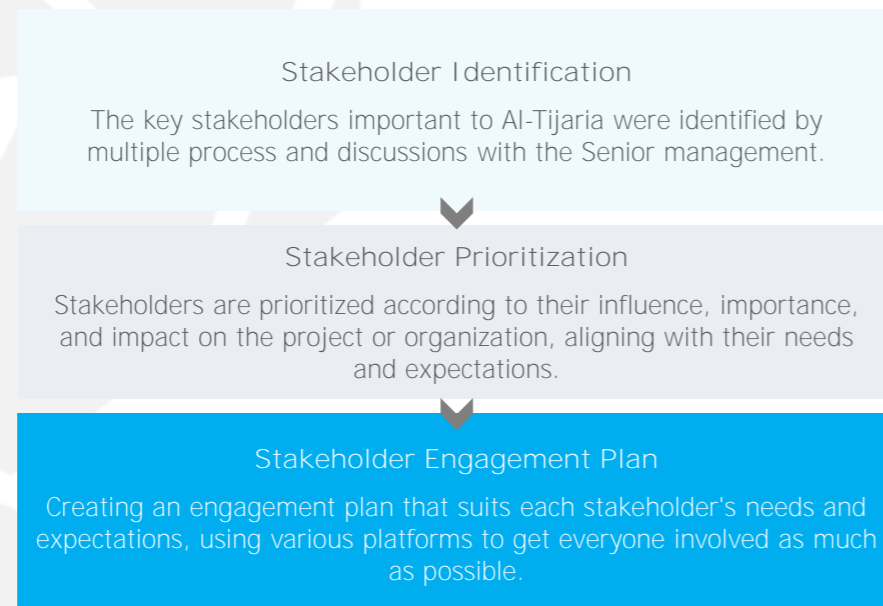 Stakeholder Identification
The key stakeholders important to Al-Tijaria were identified by
multiple process and discussions with the Senior management.
Stakeholder Prioritization
Stakeholders are prioritized according to their influence, importance,
and impact on the project or organization, aligning with their needs
and expectations.
Stakeholder Engagement Plan
Creating an engagement plan that suits each stakeholder's needs and
expectations, using various platforms to get everyone involved as much
as possible.